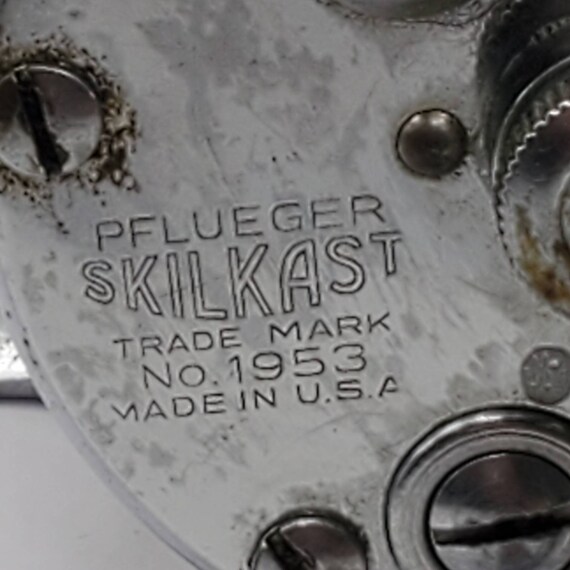 PFLUEGER
SKILKAST
TRADE MARK
NO. 1953
MADE IN U.S.A